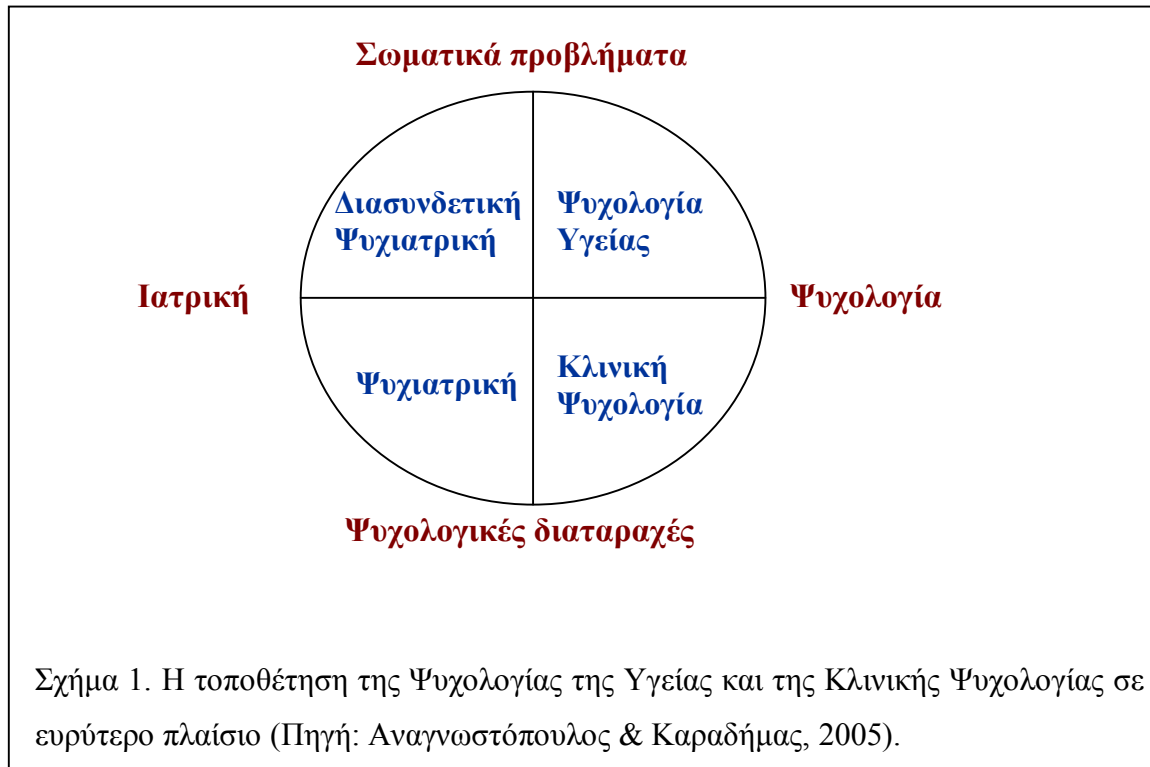 Σωματικά προβλήματα
Διασυνδετική
Ψυχιατρική
Ψυχολογία
Υγείας
Ιατρική
Ψυχολογία
Ψυχιατρική
Κλινική
Ψυχολογία
Ψυχολογικές διαταραχές
Σχήμα 1. Η τοποθέτηση της Ψυχολογίας της Υγείας και της Κλινικής Ψυχολογίας σε
ευρύτερο πλαίσιο (Πηγή: Αναγνωστόπουλος & Καραδήμας, 2005).